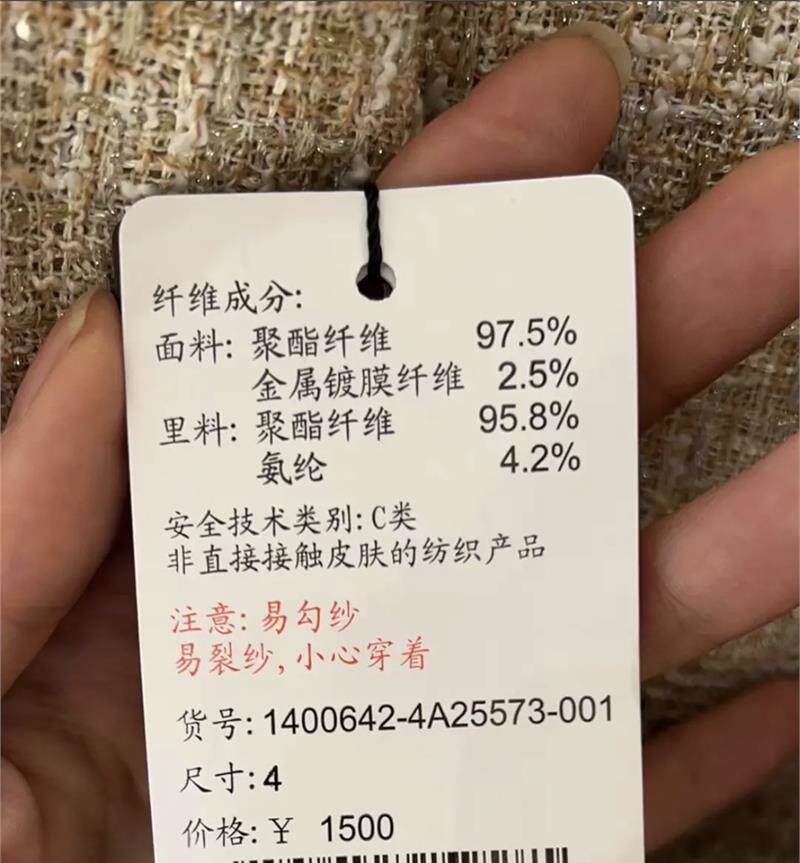 纤维成分:
面料: 聚酯纤维 97.5%
金属镀膜纤维 2.5%
里料: 聚酯纤维 95.8%
氨纶 4.2%
安全技术类别: C类
非直接接触皮肤的纺织产品
注意: 易勾纱
易裂纱, 小心穿着
货号: 1400642-4A25573-001
尺寸: 4
价格: ¥ 1500